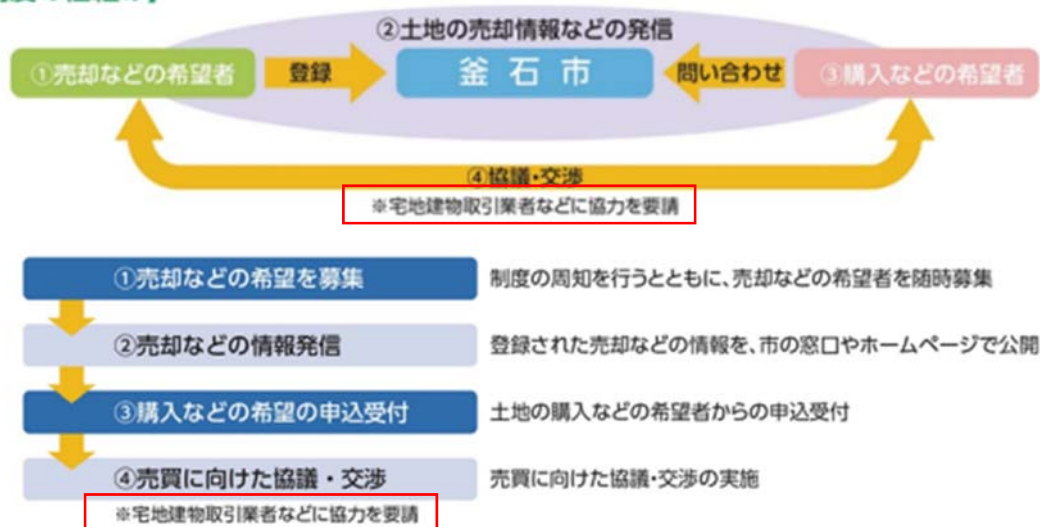 ②土地の売却情報などの発信
①売却などの希望者
登録
釜石市
問い合わせ
③購入などの希望者
④協議・交渉
※宅地建物取引業者などに協力を要請
①売却などの希望を募集
制度の周知を行うとともに、売却などの希望者を随時募集
②売却などの情報発信
登録された売却などの情報を、市の窓口やホームページで公開
③購入などの希望の申込受付
土地の購入などの希望者からの申込受付
④売買に向けた協議・交渉
売買に向けた協議・交渉の実施
※宅地建物取引業者などに協力を要請